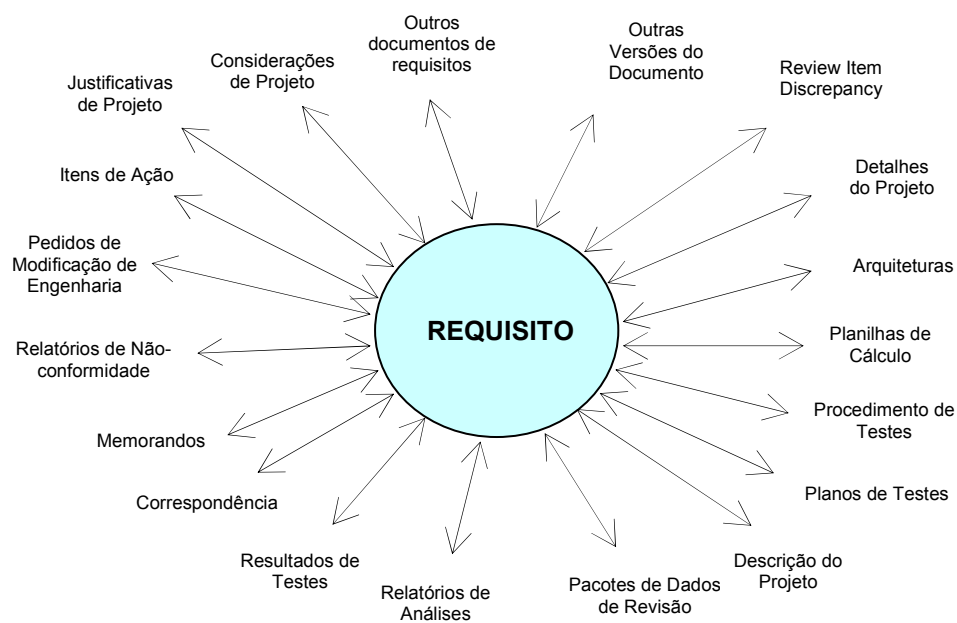 Outros
documentos de
requisitos
Outras
Versões do
Documento
Considerações
de Projeto
Review Item
Discrepancy
Justificativas
de Projeto
Itens de Ação
Detalhes
do Projeto
Pedidos de
Modificação de
Engenharia
Arquiteturas
REQUISITO
Relatórios de Não-
conformidade
Planilhas de
Cálculo
Procedimento de
Testes
Memorandos
Planos de Testes
Correspondência
Resultados de
Testes
Descrição do
Projeto
Relatórios de
Análises
Pacotes de Dados
de Revisão